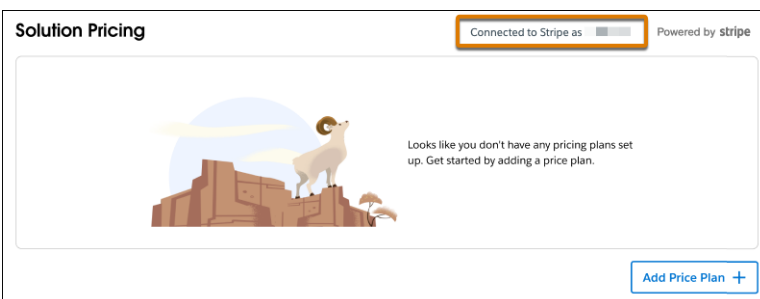 Solution Pricing
Connected to Stripe as
Powered by stripe
Looks like you don't have any pricing plans set
up. Get started by adding a price plan.
Add Price Plan +